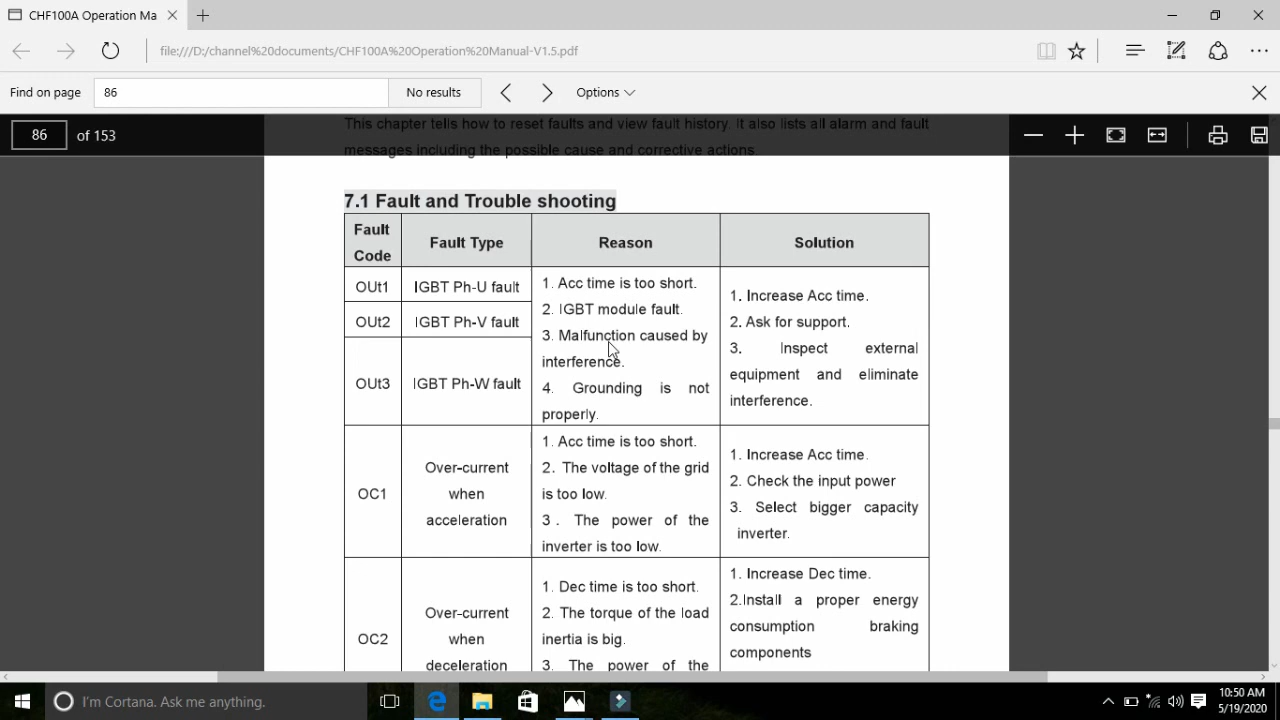 CHF100A Operation Ma
file:///D:/channel%20documents/CHF100A%20Operation%20Manual-V1.5.pdf
Find on page
86
No results
Options
86
of 153
This chapter tells how to reset faults and view fault history. It also lists all alarm and fault
messages including the possible cause and corrective actions
7.1 Fault and Trouble shooting
Fault
Code
Fault Type
Reason
Solution
OUt1
IGBT Ph-U fault
OUt2
IGBT Ph-V fault
OUt3
IGBT Ph-W fault
1. Acc time is too short.
2. IGBT module fault.
3. Malfunction caused by
interference.
4. Grounding is not
properly.
1. Increase Acc time.
2. Ask for support.
3. Inspect external
equipment and eliminate
interference.
OC1
Over-current
when
acceleration
1. Acc time is too short.
2. The voltage of the grid
is too low.
3. The power of the
inverter is too low.
1. Increase Acc time.
2. Check the input power
3. Select bigger capacity
inverter.
OC2
Over-current
when
deceleration
1. Dec time is too short.
2. The torque of the load
inertia is big.
3. The power of the
1. Increase Dec time.
2.Install a proper energy
consumption braking
components
I'm Cortana. Ask me anything.
10:50 AM
5/19/2020